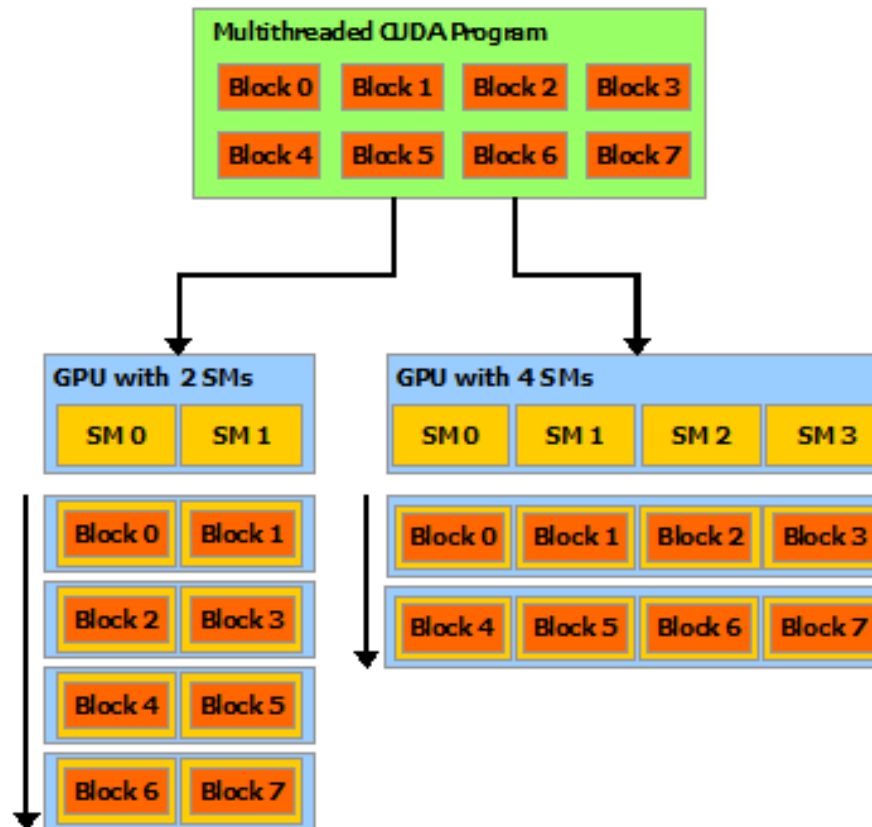 Multithreaded CUDA Program
Block 0 Block 1 Block 2 Block 3
Block 4 Block 5 Block 6 Block 7
GPU with 2 SMs
SM 0 SM 1
Block 0 Block 1
Block 2 Block 3
Block 4 Block 5
Block 6 Block 7
GPU with 4 SMs
SM 0 SM 1 SM 2 SM 3
Block 0 Block 1 Block 2 Block 3
Block 4 Block 5 Block 6 Block 7